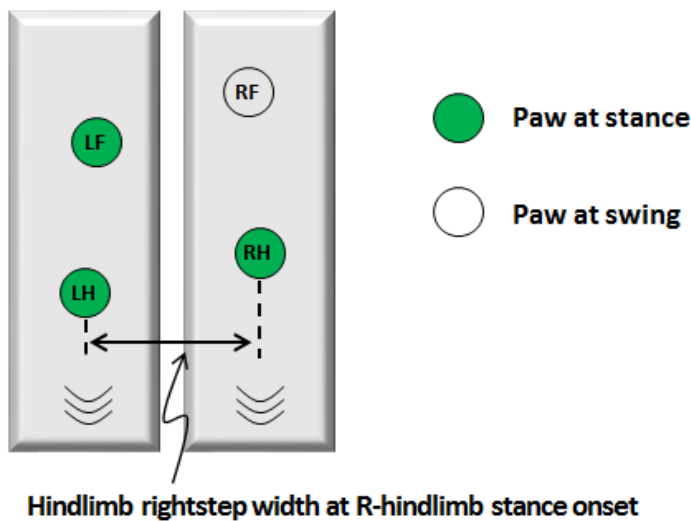 RF
LF
Paw at stance
Paw at swing
RH
LH
Hindlimb rightstep width at R-hindlimb stance onset